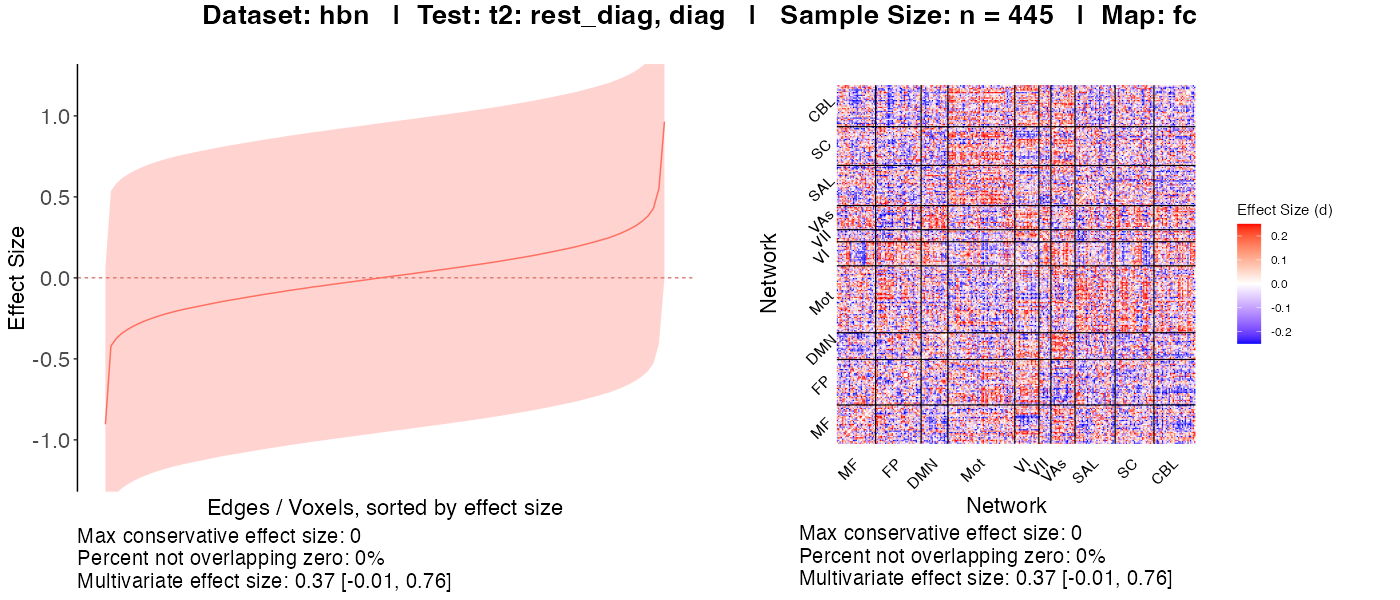 Dataset: hbn | Test: t2: rest_diag, diag | Sample Size: n = 445 | Map: fc
Effect Size
1.0
0.5
0.0
-0.5
-1.0
Edges / Voxels, sorted by effect size
Max conservative effect size: 0
Percent not overlapping zero: 0%
Multivariate effect size: 0.37 [-0.01, 0.76]
Network
CBL
SC
SAL
VAs
VII
VI
Mot
DMN
FP
MF
MF FP DMN Mot VI VII VAs SAL SC CBL
Network
Max conservative effect size: 0
Percent not overlapping zero: 0%
Multivariate effect size: 0.37 [-0.01, 0.76]
Effect Size (d)
0.2
0.1
0.0
-0.1
-0.2